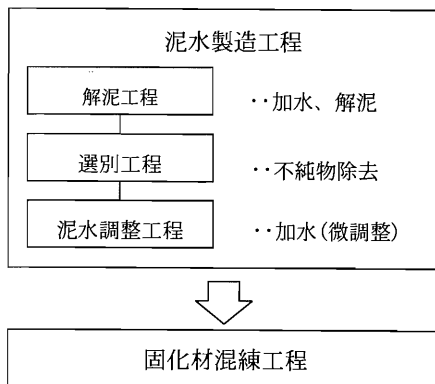 泥水製造工程
解泥工程 ‥加水、解泥
選別工程 ‥不純物除去
泥水調整工程 ‥加水(微調整)
固化材混練工程